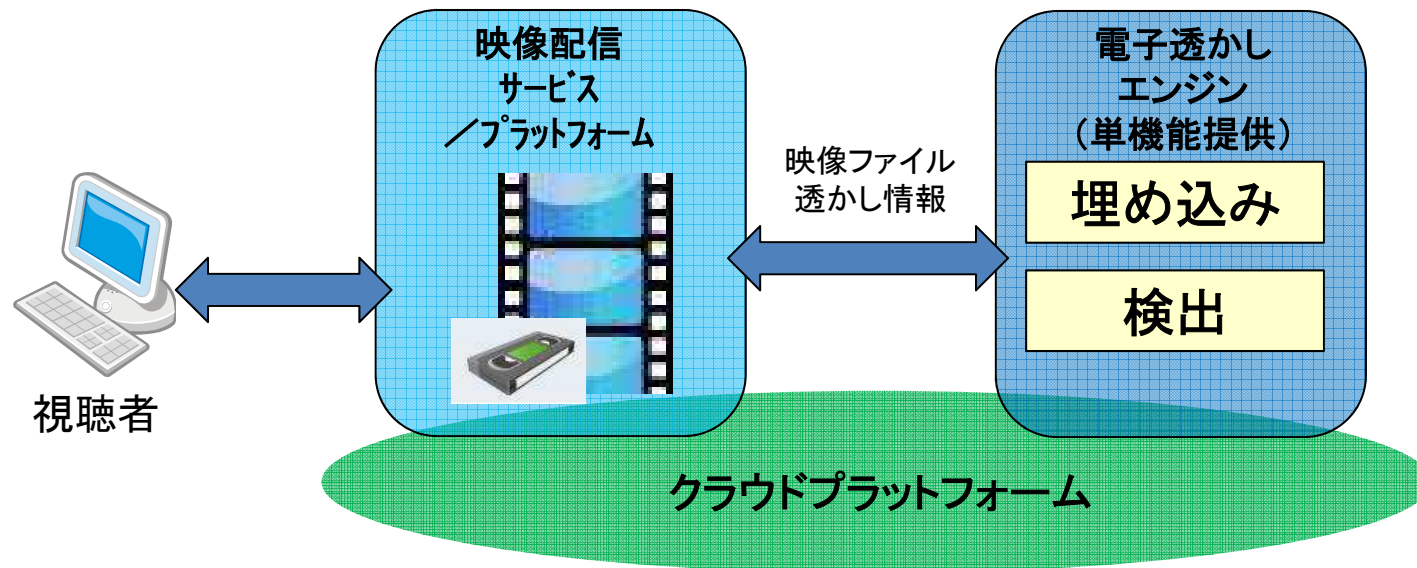 映像配信
サービス
／プラットフォーム
電子透かし
エンジン
（単機能提供）
映像ファイル
透かし情報
埋め込み
検出
視聴者
クラウドプラットフォーム